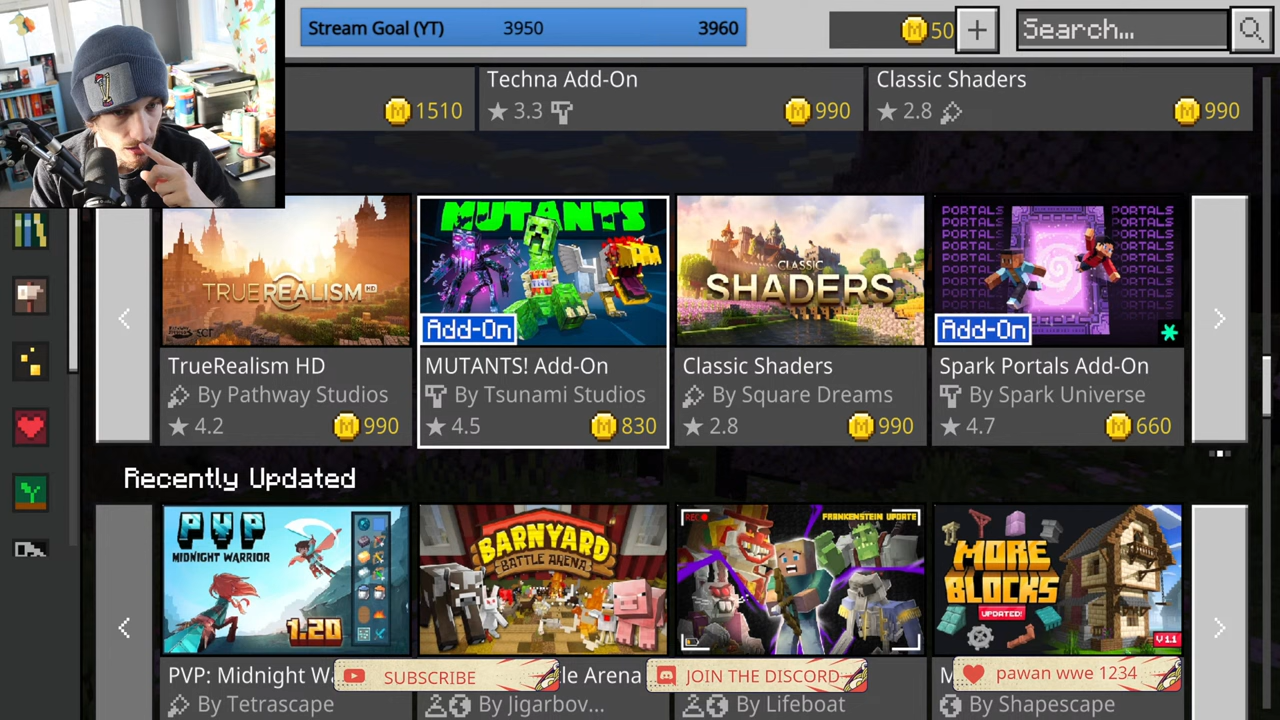 Stream Goal (YT) 3950 3960
50
Search...
1510
Techna Add-On
3.3
990
Classic Shaders
2.8
990
TRUEREALISM HD
TrueRealism HD
By Pathway Studios
4.2
990
MUTANTS
Add-On
MUTANTS! Add-On
By Tsunami Studios
4.5
830
CLASSIC
SHADERS
Classic Shaders
By Square Dreams
2.8
990
PORTALS PORTALS
Add-On
Spark Portals Add-On
By Spark Universe
4.7
660
Recently Updated
PVP
MIDNIGHT WARRIOR
1.20
PVP: Midnight Wa
By Tetrascape
BARNYARD
BATTLE ARENA
le Arena
By Jigarbov...
REC
FRANKENSTEIN UPDATE
By Lifeboat
MORE
BLOCKS
UPDATED!
V 1.1
M
By Shapescape
SUBSCRIBE
JOIN THE DISCORD
pawan wwe 1234